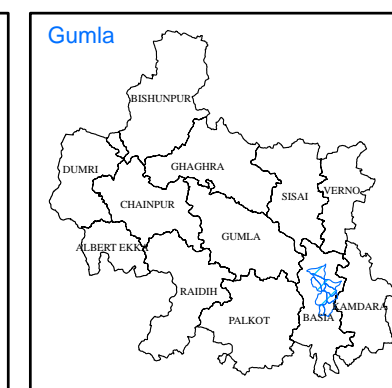 Gumla
BISHUNPUR
DUMRI
GHAGHRA
SISAI
VERNO
CHAINPUR
GUMLA
ALBERT EKKA
RAIDIH
KAMDARA
BASIA
PALKOT